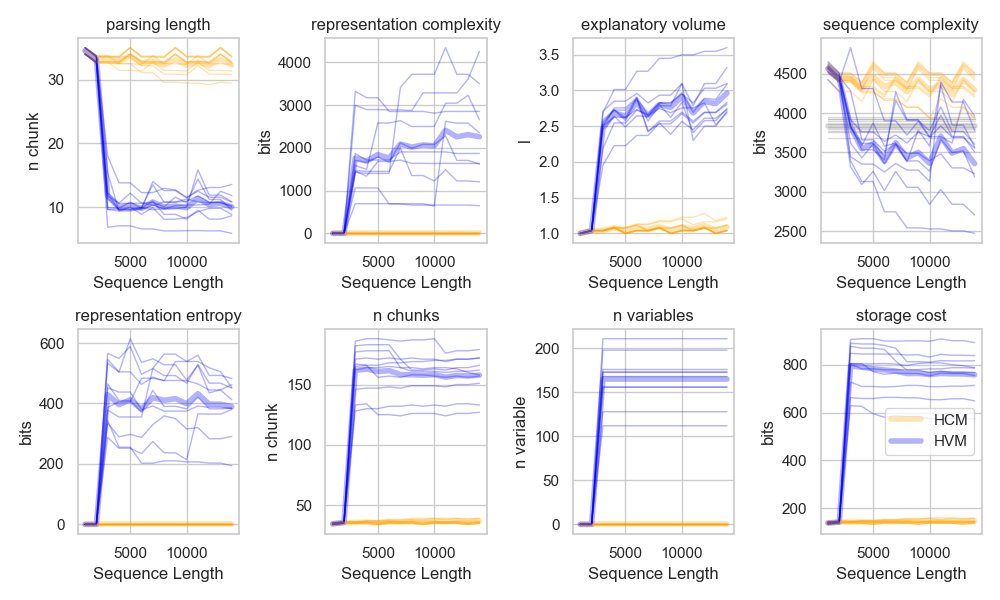 parsing length
representation complexity
explanatory volume
sequence complexity
n chunk
30
20
10
5000
10000
Sequence Length
bits
4000
3000
2000
1000
0
5000
10000
Sequence Length
l
3.5
3.0
2.5
2.0
1.5
1.0
5000
10000
Sequence Length
bits
4500
4000
3500
3000
2500
5000
10000
Sequence Length
representation entropy
n chunks
n variables
storage cost
bits
600
400
200
0
5000
10000
Sequence Length
n chunk
150
100
50
5000
10000
Sequence Length
n variable
200
150
100
50
0
5000
10000
Sequence Length
bits
800
600
400
200
5000
10000
Sequence Length
HCM
HVM